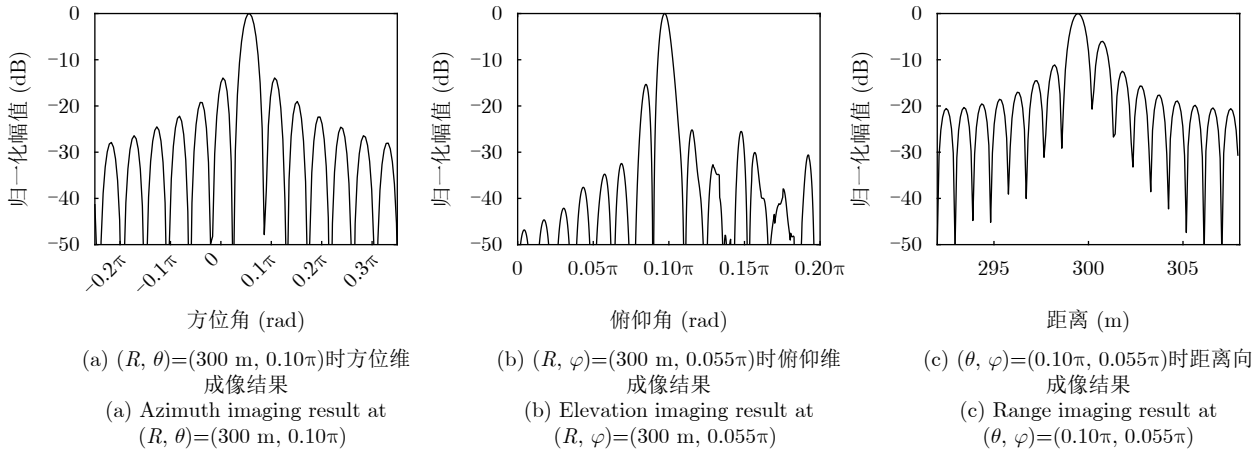 0
−10
−20
−30
−40
−50
归一化幅值 (dB)
−0.2π
−0.1π
0
0.1π
0.2π
0.3π
方位角 (rad)
(a) (R, θ)=(300 m, 0.10π)时方位维
成像结果
(a) Azimuth imaging result at
(R, θ)=(300 m, 0.10π)
0
−10
−20
−30
−40
−50
归一化幅值 (dB)
0
0.05π
0.10π
0.15π
0.20π
俯仰角 (rad)
(b) (R, φ)=(300 m, 0.055π)时俯仰维
成像结果
(b) Elevation imaging result at
(R, φ)=(300 m, 0.055π)
0
−10
−20
−30
−40
−50
归一化幅值 (dB)
295
300
305
距离 (m)
(c) (θ, φ)=(0.10π, 0.055π)时距离向
成像结果
(c) Range imaging result at
(θ, φ)=(0.10π, 0.055π)